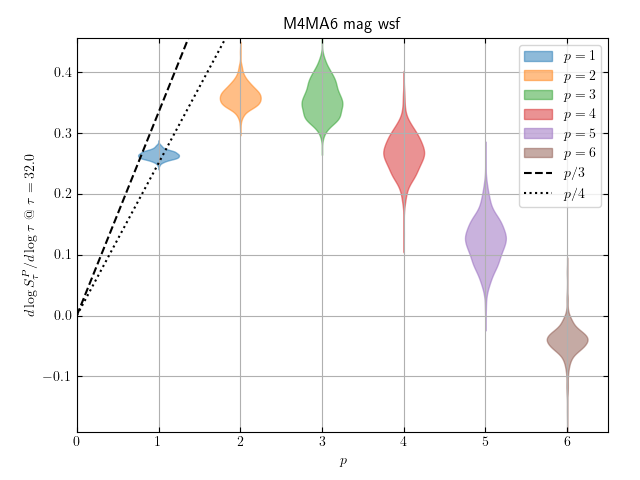 M4MA6 mag wsf
d log S_τ^P / d log τ @ τ = 32.0
0.4
0.3
0.2
0.1
0.0
−0.1
0
1
2
3
4
5
6
p
p = 1
p = 2
p = 3
p = 4
p = 5
p = 6
p/3
p/4